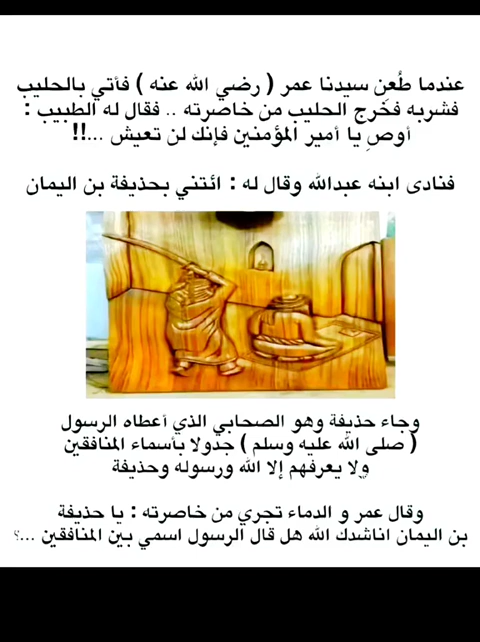 عندما طُعِن سيدنا عمر ( رضي الله عنه ) فأتي بالحليب
فشربه فخرج الحليب من خاصرته .. فقال له الطبيب :
أوصِ يا أمير المؤمنين فإنك لن تعيش ...!!
فنادى ابنه عبدالله وقال له : ائتني بحذيفة بن اليمان
وجاء حذيفة وهو الصحابي الذي أعطاه الرسول
( صلى الله عليه وسلم ) جدولا بأسماء المنافقين
ولا يعرفهم إلا الله ورسوله وحذيفة
وقال عمر و الدماء تجري من خاصرته : يا حذيفة
بن اليمان اناشدك الله هل قال الرسول اسمي بين المنافقين ...؟